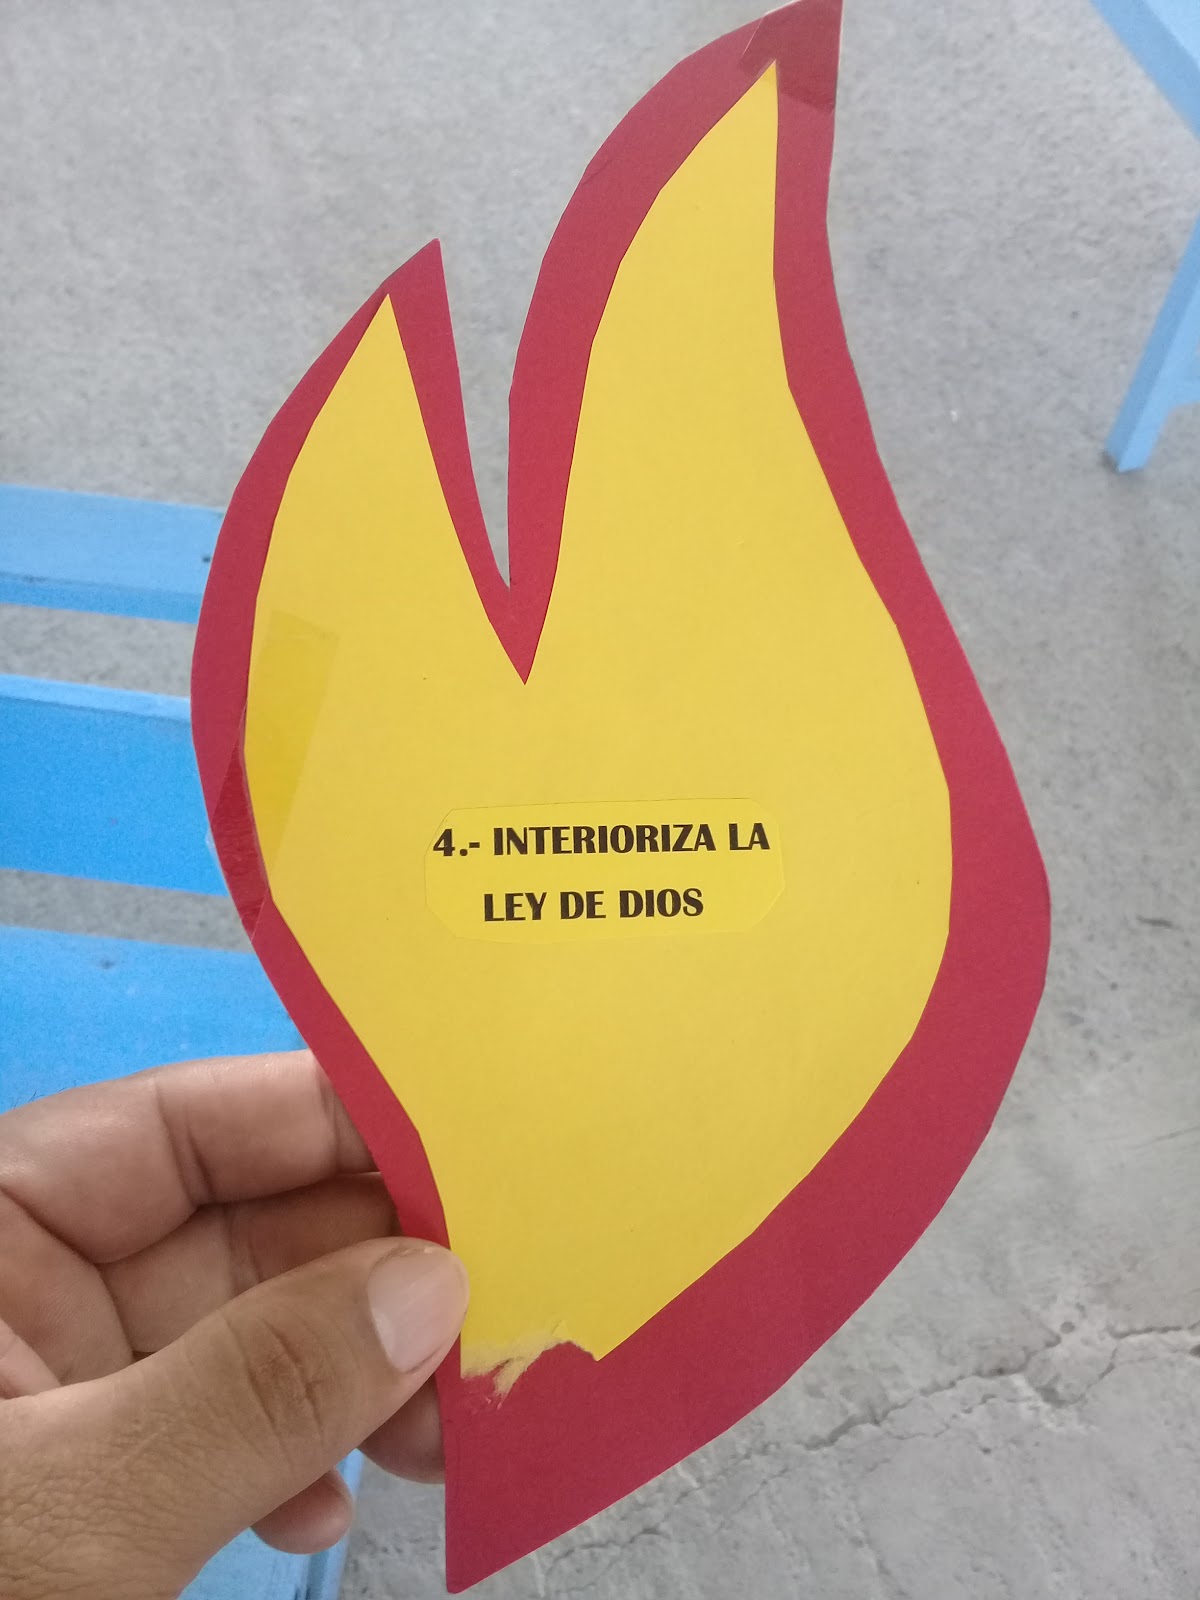 4.- INTERIORIZA LA
LEY DE DIOS